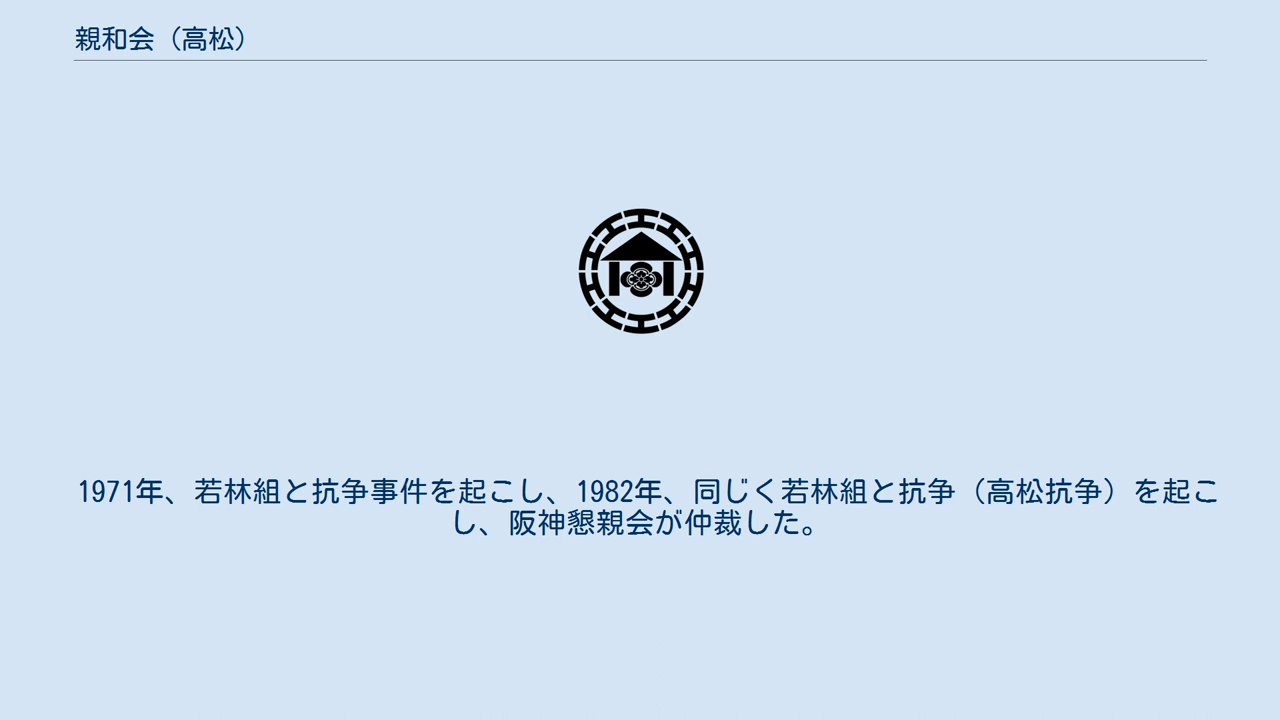 親和会（高松）
1971年、若林組と抗争事件を起こし、1982年、同じく若林組と抗争（高松抗争）を起こ
し、阪神懇親会が仲裁した。